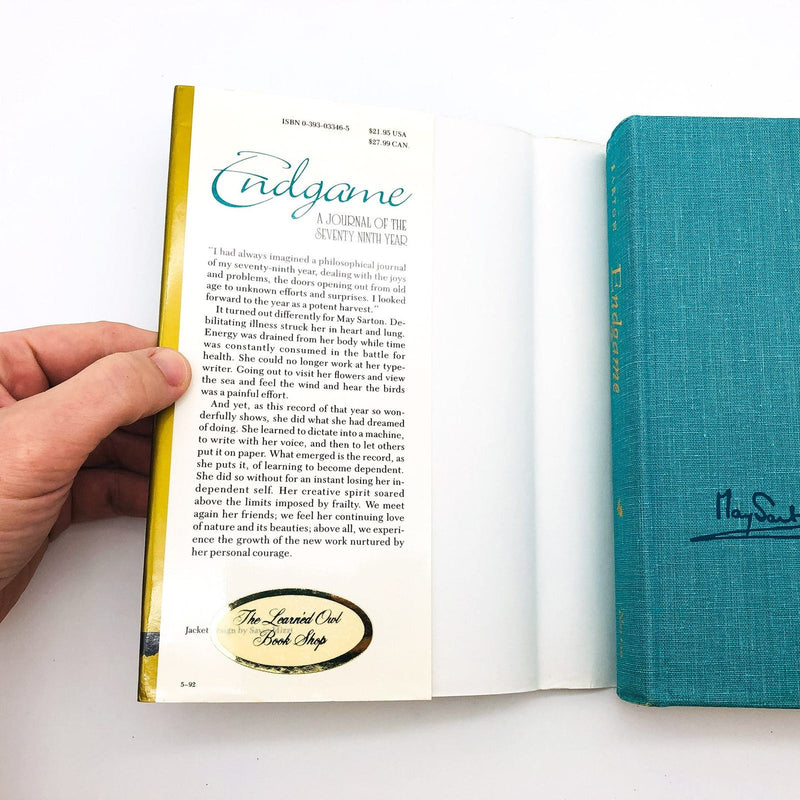 ISBN 0-393-03346-5
$21.95 USA
$27.99 CAN.
Endgame
A JOURNAL OF THE
SEVENTY NINTH YEAR
"I had always imagined a philosophical journal
of my seventy-ninth year, dealing with the joys
and problems, the doors opening out from old
age to unknown efforts and surprises. I looked
forward to the year as a potent harvest."
It turned out differently for May Sarton. De-
bilitating illness struck her in heart and lung.
Energy was drained from her body while time
was constantly consumed in the battle for
health. She could no longer work at her type-
writer. Going out to visit her flowers and view
the sea and feel the wind and hear the birds
was a painful effort.
And yet, as this record of that year so won-
derfully shows, she did what she had dreamed
of doing. She learned to dictate into a machine,
to write with her voice, and then to let others
put it on paper. What emerged is the record, as
she puts it, of learning to become dependent.
She did so without for an instant losing her in-
dependent self. Her creative spirit soared
above the limits imposed by frailty. We meet
again her friends; we feel her continuing love
of nature and its beauties; above all, we experi-
ence the growth of the new work nurtured by
her personal courage.
Jacket
The Learned Owl
Book Shop
5-92
SARTON
Endgame
May Sart